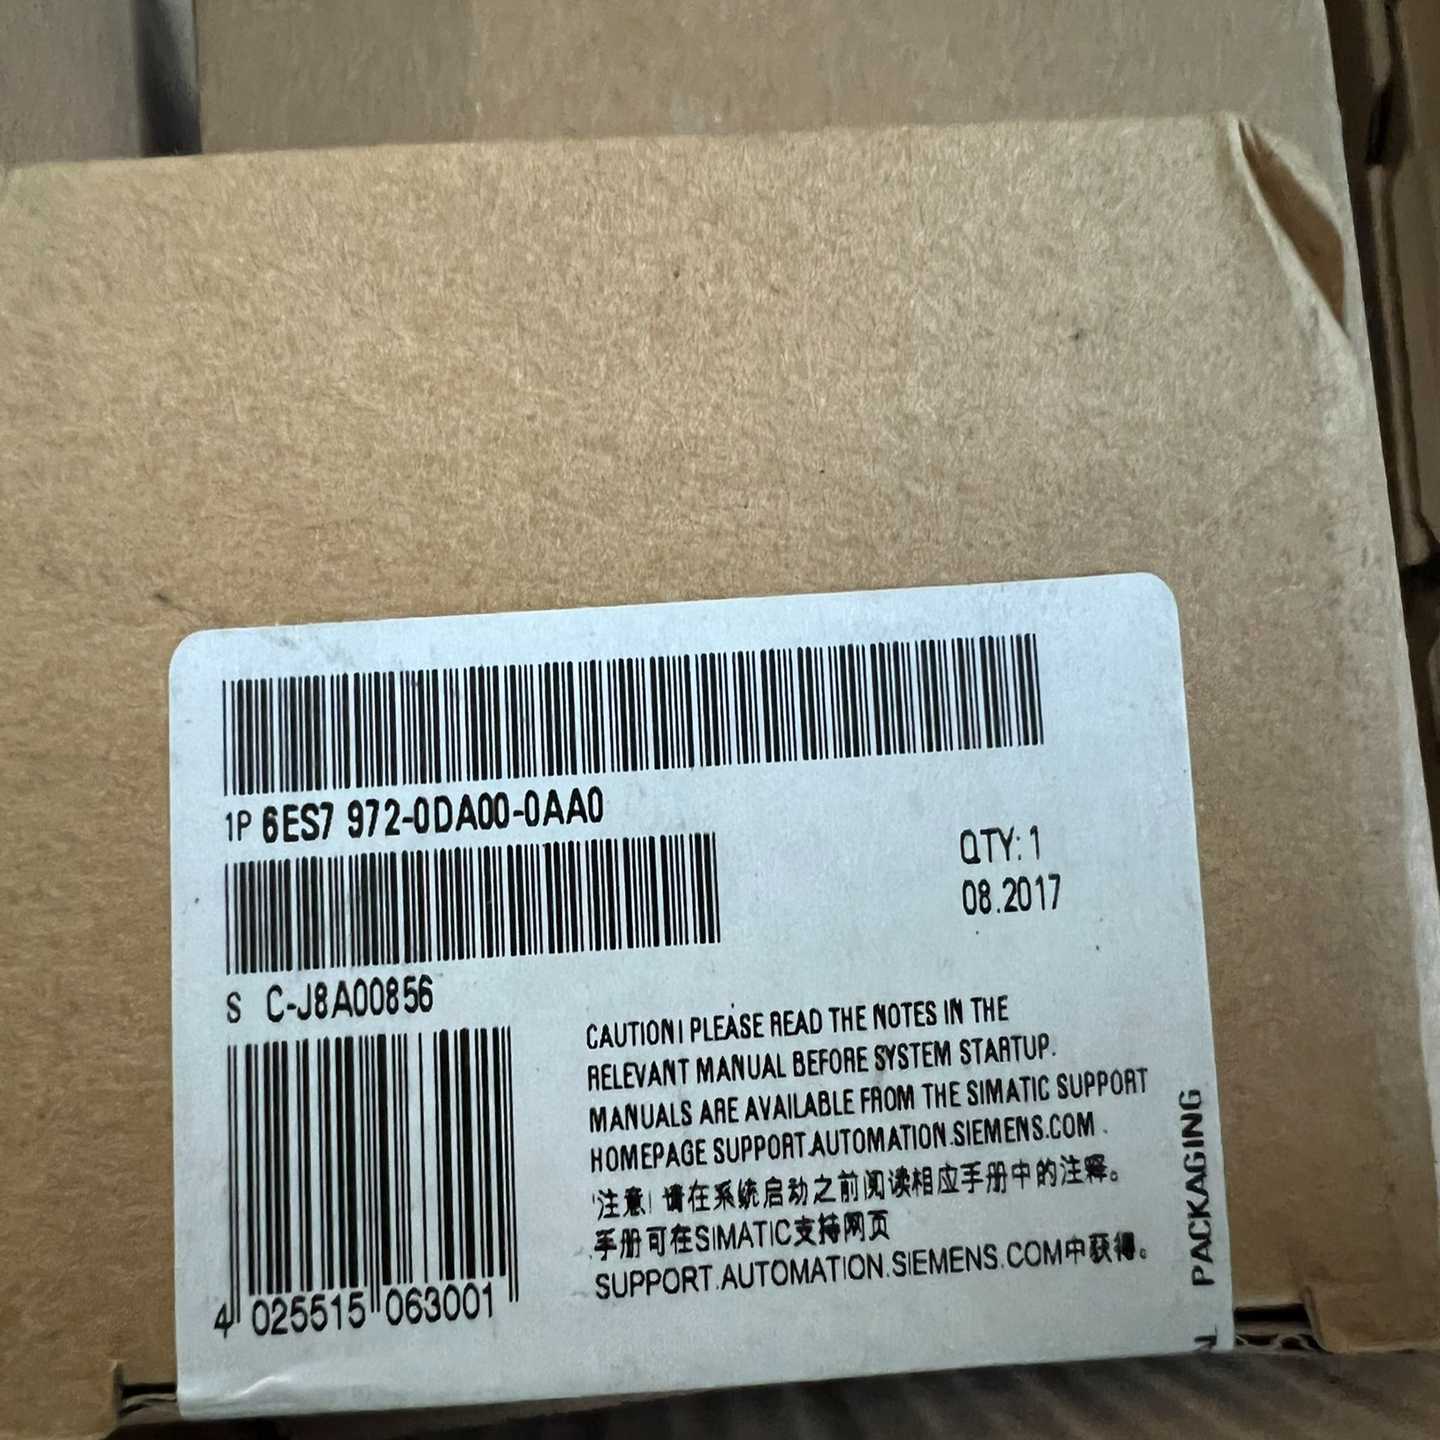 1P 6ES7 972-0DA00-0AA0
QTY: 1
08.2017
S C-J8A00856
CAUTION! PLEASE READ THE NOTES IN THE
RELEVANT MANUAL BEFORE SYSTEM STARTUP.
MANUALS ARE AVAILABLE FROM THE SIMATIC SUPPORT
HOMEPAGE SUPPORT.AUTOMATION.SIEMENS.COM .
注意! 请在系统启动之前阅读相应手册中的注释。
手册可在SIMATIC支持网页
SUPPORT.AUTOMATION.SIEMENS.COM中获得。
4 025515 063001
PACKAGING